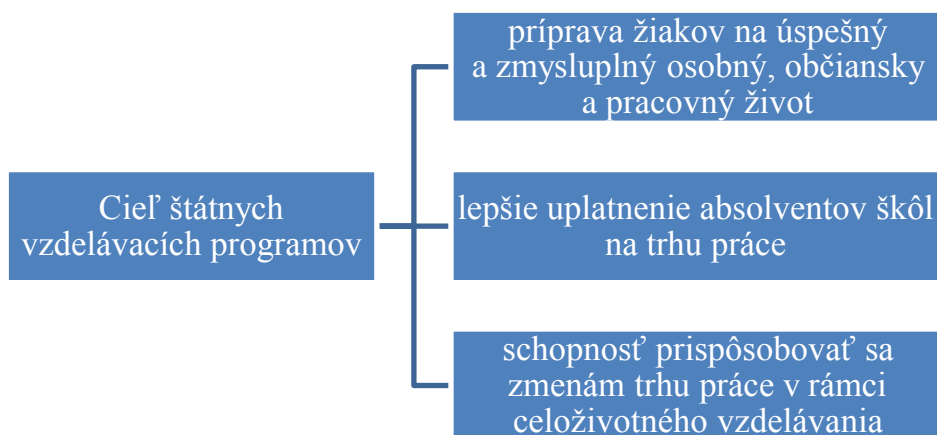 príprava žiakov na úspešný
a zmysluplný osobný, občiansky
a pracovný život
Cieľ štátnych
vzdelávacích programov
lepšie uplatnenie absolventov škôl
na trhu práce
schopnosť prispôsobovať sa
zmenám trhu práce v rámci
celoživotného vzdelávania